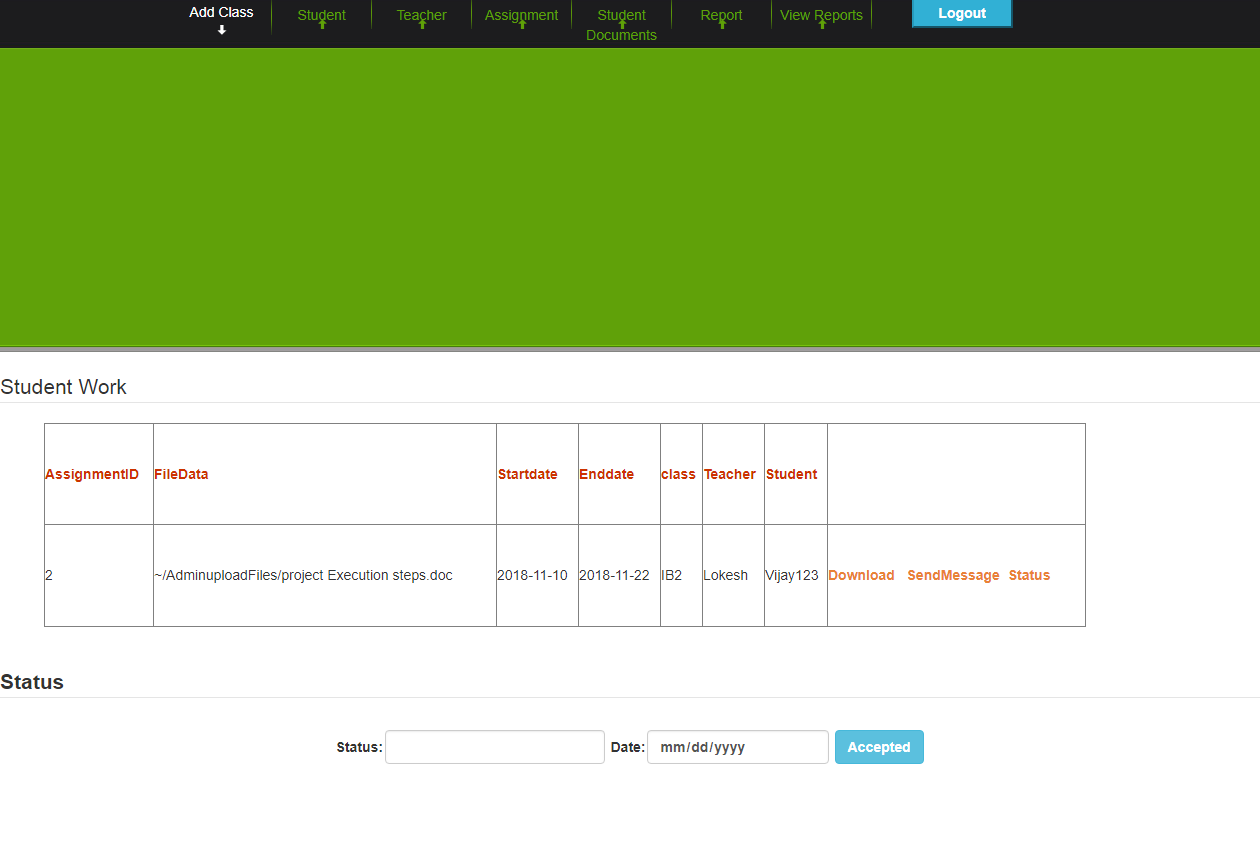 Add Class Student Teacher Assignment Student Documents Report View Reports Logout
Student Work
AssignmentID FileData Startdate Enddate class Teacher Student
2 ~/AdminuploadFiles/project Execution steps.doc 2018-11-10 2018-11-22 IB2 Lokesh Vijay123 Download SendMessage Status
Status
Status: Date: mm/dd/yyyy Accepted